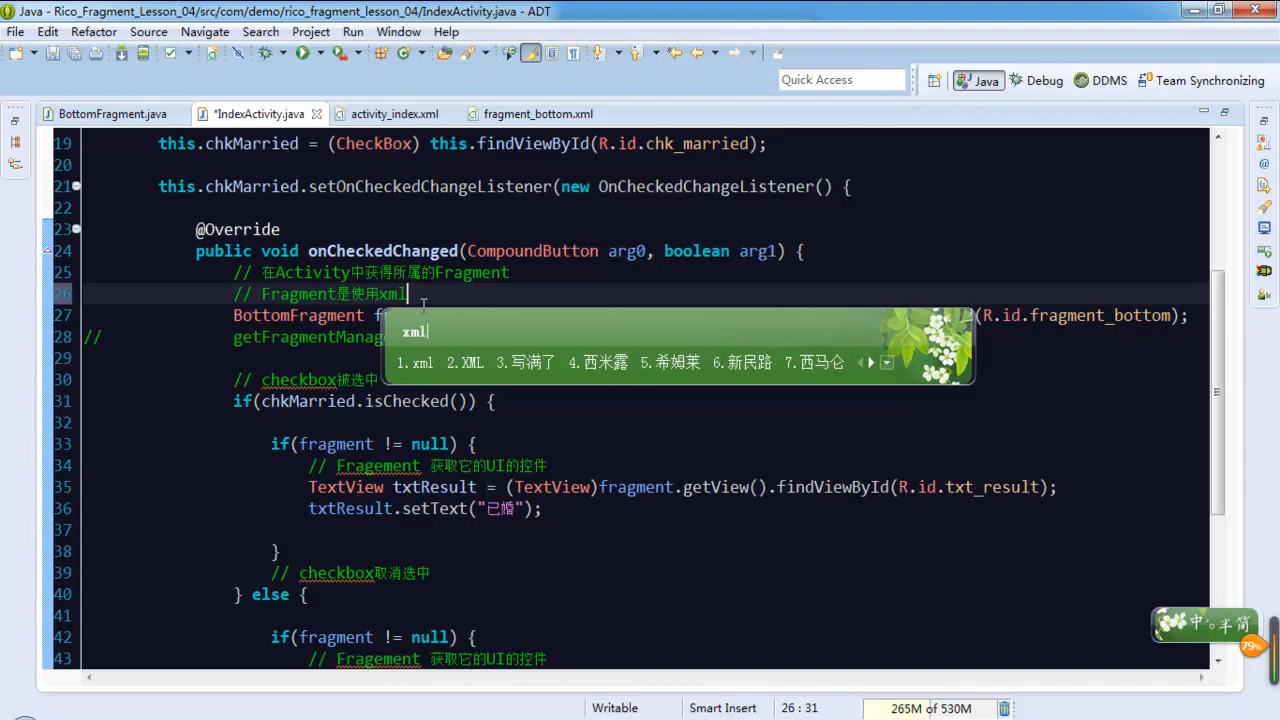 Java - Rico_Fragment_Lesson_04/src/com/demo/rico_fragment_lesson_04/IndexActivity.java - ADT
File Edit Refactor Source Navigate Search Project Run Window Help
Quick Access
Java Debug DDMS Team Synchronizing
BottomFragment.java *IndexActivity.java activity_index.xml fragment_bottom.xml
19 this.chkMarried = (CheckBox) this.findViewById(R.id.chk_married);
20
21 this.chkMarried.setOnCheckedChangeListener(new OnCheckedChangeListener() {
22
23 @Override
24 public void onCheckedChanged(CompoundButton arg0, boolean arg1) {
25 // 在Activity中获得所属的Fragment
26 // Fragment是使用xml
27 BottomFragment (R.id.fragment_bottom);
28 // getFragmentManage
29
30 // checkbox被选中
31 if(chkMarried.isChecked()) {
32
33 if(fragment != null) {
34 // Fragement 获取它的UI的控件
35 TextView txtResult = (TextView)fragment.getView().findViewById(R.id.txt_result);
36 txtResult.setText("已婚");
37
38 }
39 // checkbox取消选中
40 } else {
41
42 if(fragment != null) {
43 // Fragement 获取它的UI的控件
xml
1.xml 2.XML 3.写满了 4.西米露 5.希姆莱 6.新民路 7.西马仑
中 半 简
79%
Writable Smart Insert 26 : 31 265M of 530M